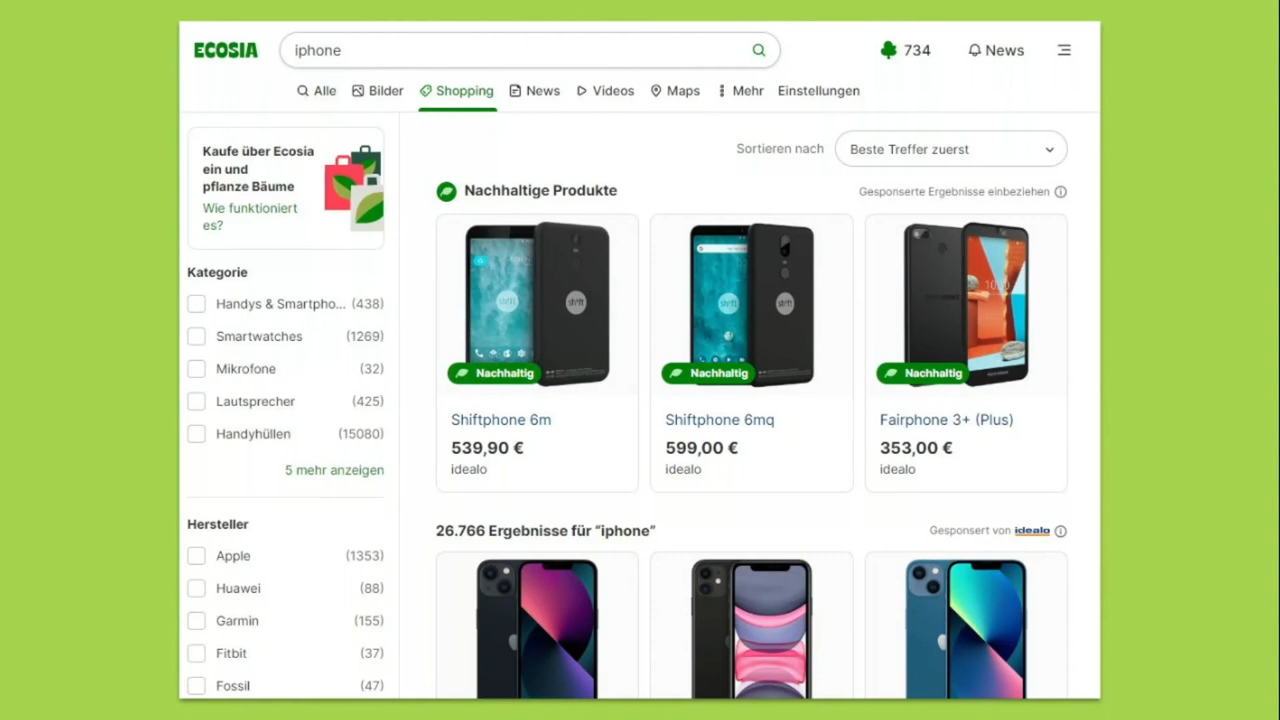 ECOSIA
iphone
734
News
Alle
Bilder
Shopping
News
Videos
Maps
Mehr
Einstellungen
Kaufe über Ecosia
ein und
pflanze Bäume
Wie funktioniert
es?
Kategorie
Handys & Smartpho... (438)
Smartwatches (1269)
Mikrofone (32)
Lautsprecher (425)
Handyhüllen (15080)
5 mehr anzeigen
Hersteller
Apple (1353)
Huawei (88)
Garmin (155)
Fitbit (37)
Fossil (47)
Sortieren nach
Beste Treffer zuerst
Nachhaltige Produkte
Gesponserte Ergebnisse einbeziehen
Nachhaltig
Shiftphone 6m
539,90 €
idealo
Nachhaltig
Shiftphone 6mq
599,00 €
idealo
Nachhaltig
Fairphone 3+ (Plus)
353,00 €
idealo
26.766 Ergebnisse für “iphone”
Gesponsert von idealo